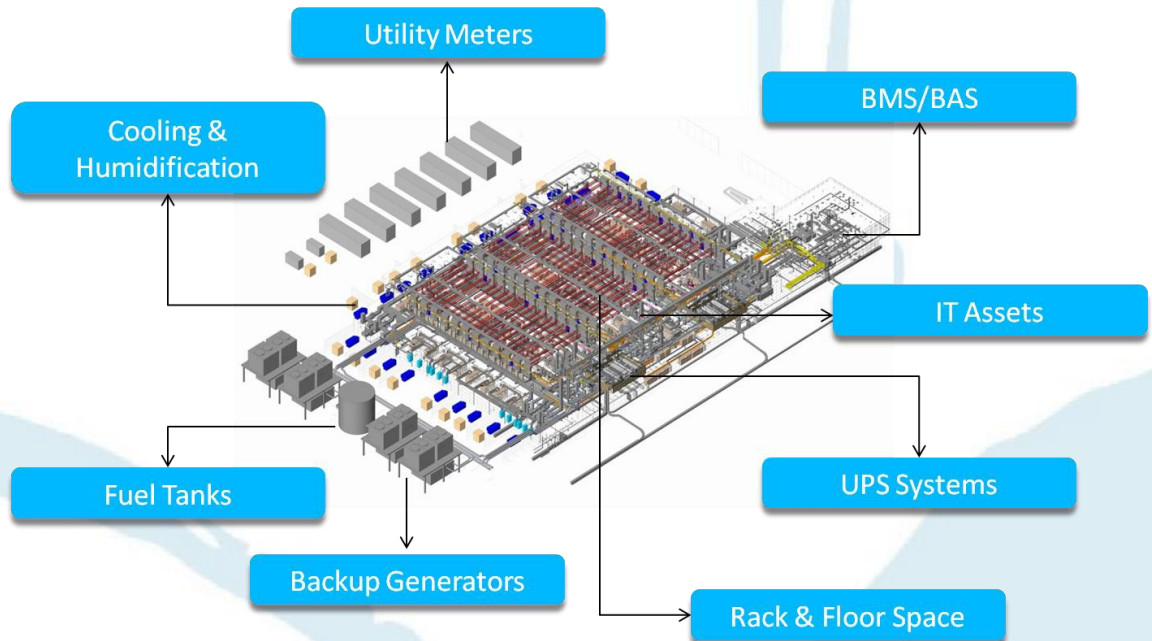 Utility Meters
BMS/BAS
Cooling &
Humidification
IT Assets
Fuel Tanks
UPS Systems
Backup Generators
Rack & Floor Space